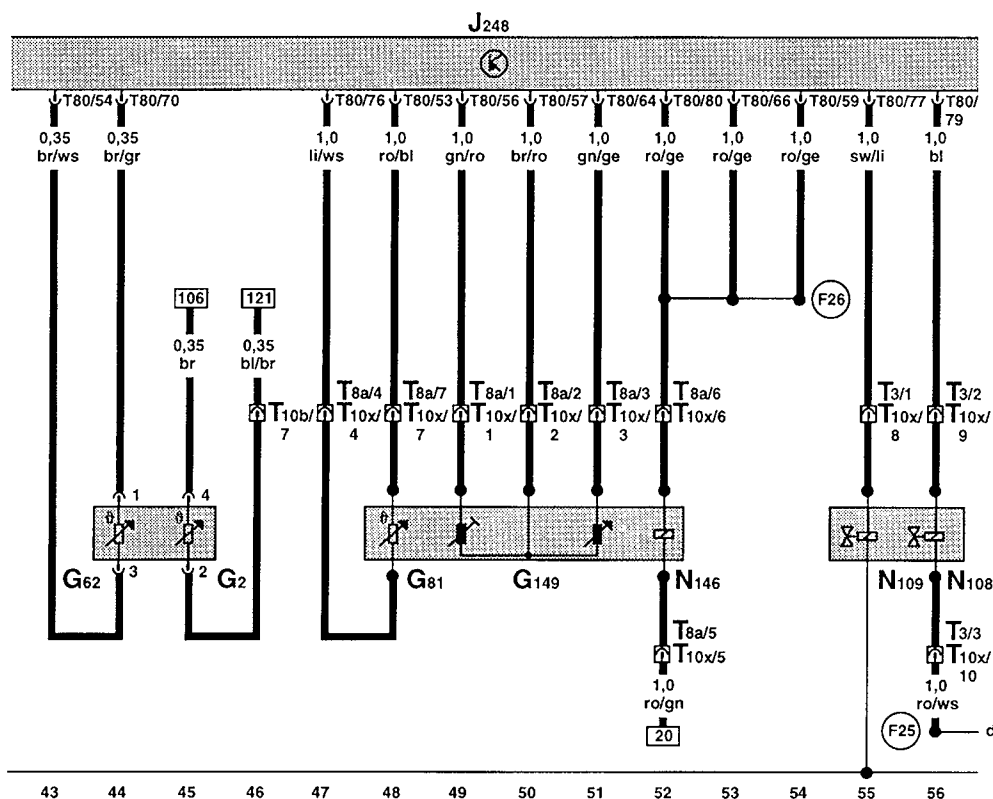 J248
T80/54 T80/70 T80/76 T80/53 T80/56 T80/57 T80/64 T80/80 T80/66 T80/59 T80/77 T80/
79
0,35 0,35 1,0 1,0 1,0 1,0 1,0 1,0 1,0 1,0 1,0 1,0
br/ws br/gr li/ws ro/bl gn/ro br/ro gn/ge ro/ge ro/ge ro/ge sw/li bl
106 121 F26
0,35 0,35
br bl/br
T8a/4 T8a/7 T8a/1 T8a/2 T8a/3 T8a/6 T3/1 T3/2
T10b/ T10x/ T10x/ T10x/ T10x/ T10x/ T10x/6 T10x/ T10x/
7 4 7 1 2 3 8 9
1 4
ϑ ϑ ϑ
G62 3 2 G2 G81 G149 N146 N109 N108
T8a/5 T3/3
T10x/5 T10x/
10
1,0 1,0
ro/gn ro/ws
20 F25 d
43 44 45 46 47 48 49 50 51 52 53 54 55 56